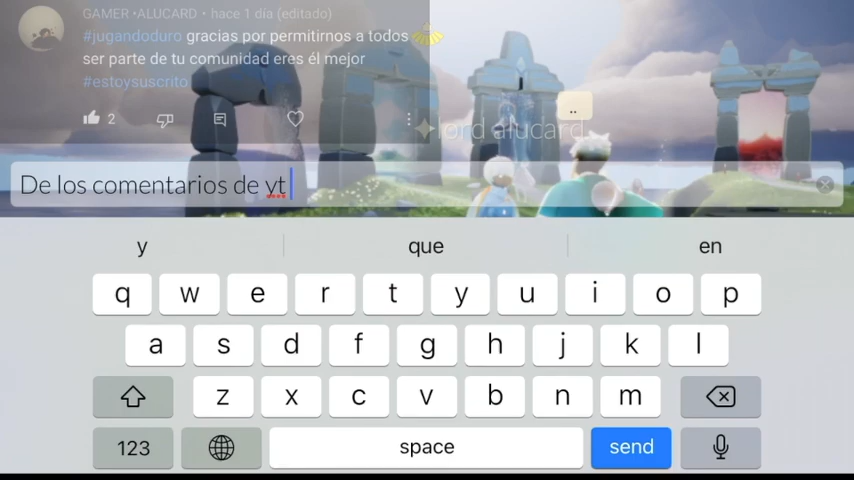 GAMER •ALUCARD • hace 1 día (editado)
#jugandoduro gracias por permitirnos a todos
ser parte de tu comunidad eres él mejor
#estoysuscrito
2
..
lord alucard
De los comentarios de yt
y que en
q w e r t y u i o p
a s d f g h j k l
z x c v b n m
123 space send